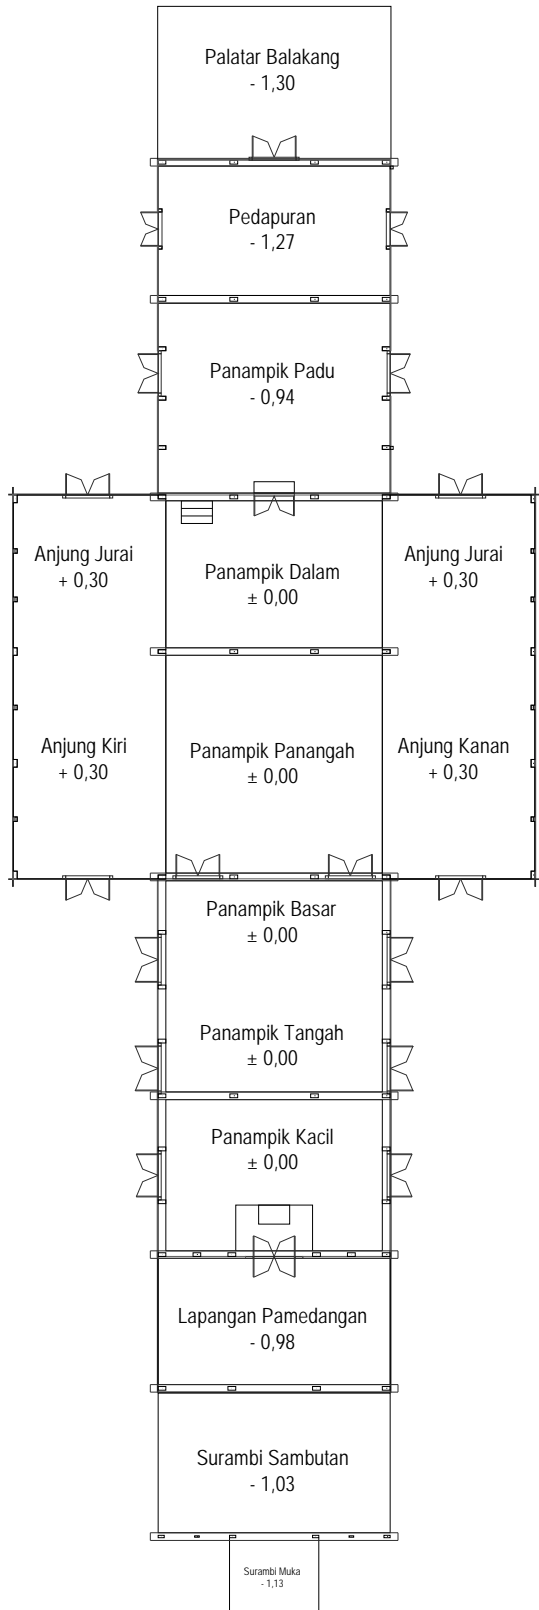 Palatar Balakang
- 1,30
Pedapuran
- 1,27
Panampik Padu
- 0,94
Anjung Jurai
+ 0,30
Panampik Dalam
± 0,00
Anjung Jurai
+ 0,30
Anjung Kiri
+ 0,30
Panampik Panangah
± 0,00
Anjung Kanan
+ 0,30
Panampik Basar
± 0,00
Panampik Tangah
± 0,00
Panampik Kacil
± 0,00
Lapangan Pamedangan
- 0,98
Surambi Sambutan
- 1,03
Surambi Muka
- 1,13